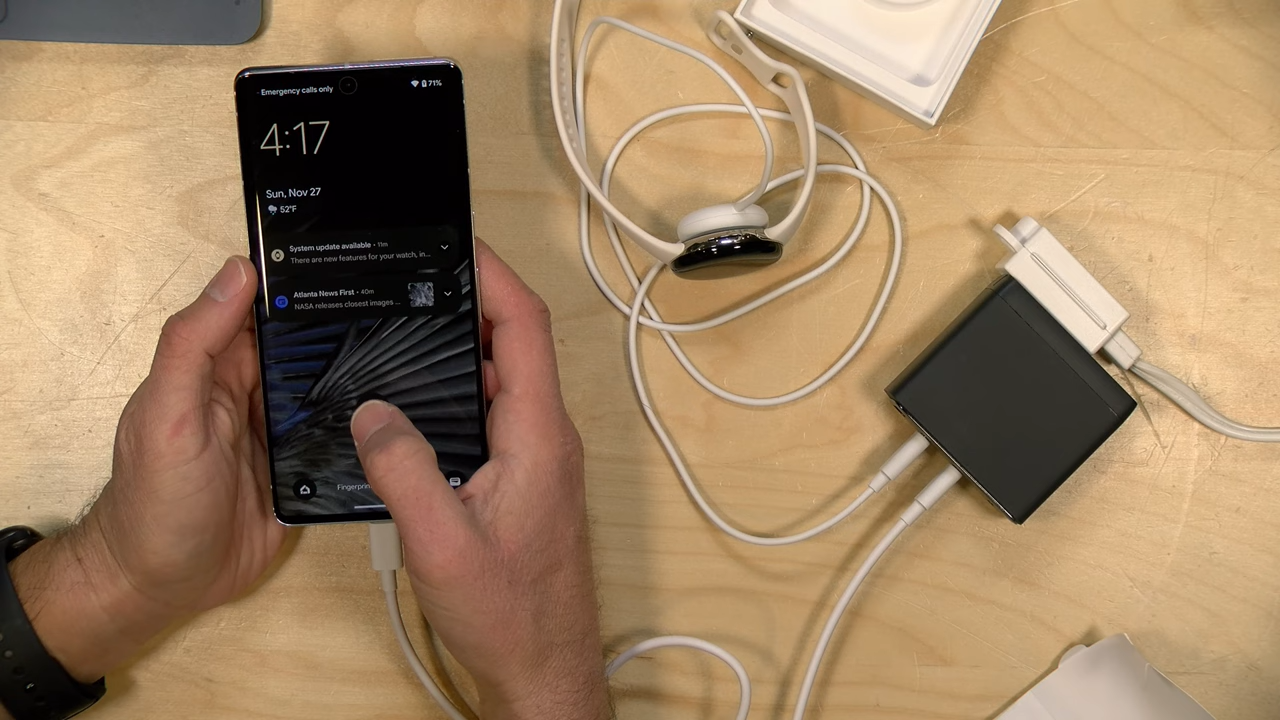 Emergency calls only
71%
4:17
Sun, Nov 27
52°F
System update available • 11m
There are new features for your watch, in...
Atlanta News First • 40m
NASA releases closest images ...